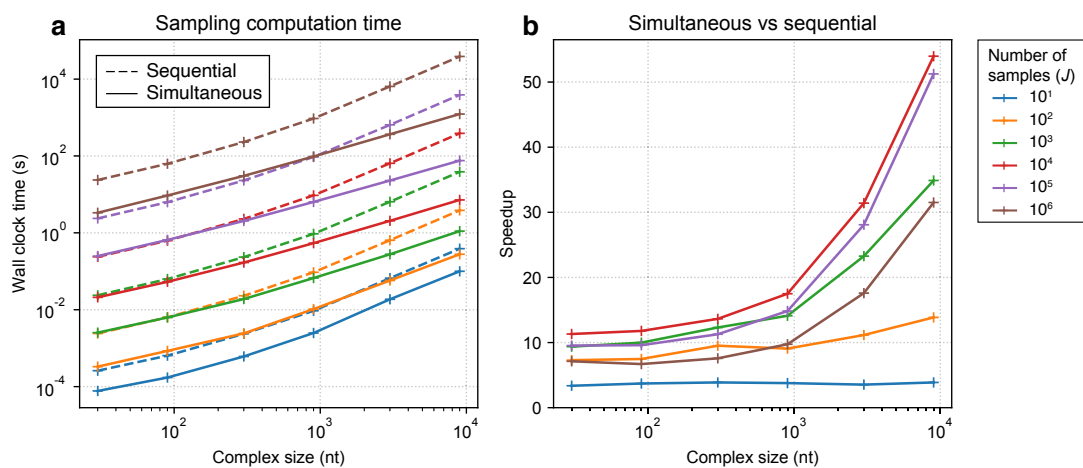 a Sampling computation time
Sequential
Simultaneous
10⁴
10²
10⁰
10⁻²
10⁻⁴
Wall clock time (s)
10² 10³ 10⁴
Complex size (nt)
b Simultaneous vs sequential
50
40
30
20
10
0
Speedup
10² 10³ 10⁴
Complex size (nt)
Number of
samples (J)
10¹
10²
10³
10⁴
10⁵
10⁶